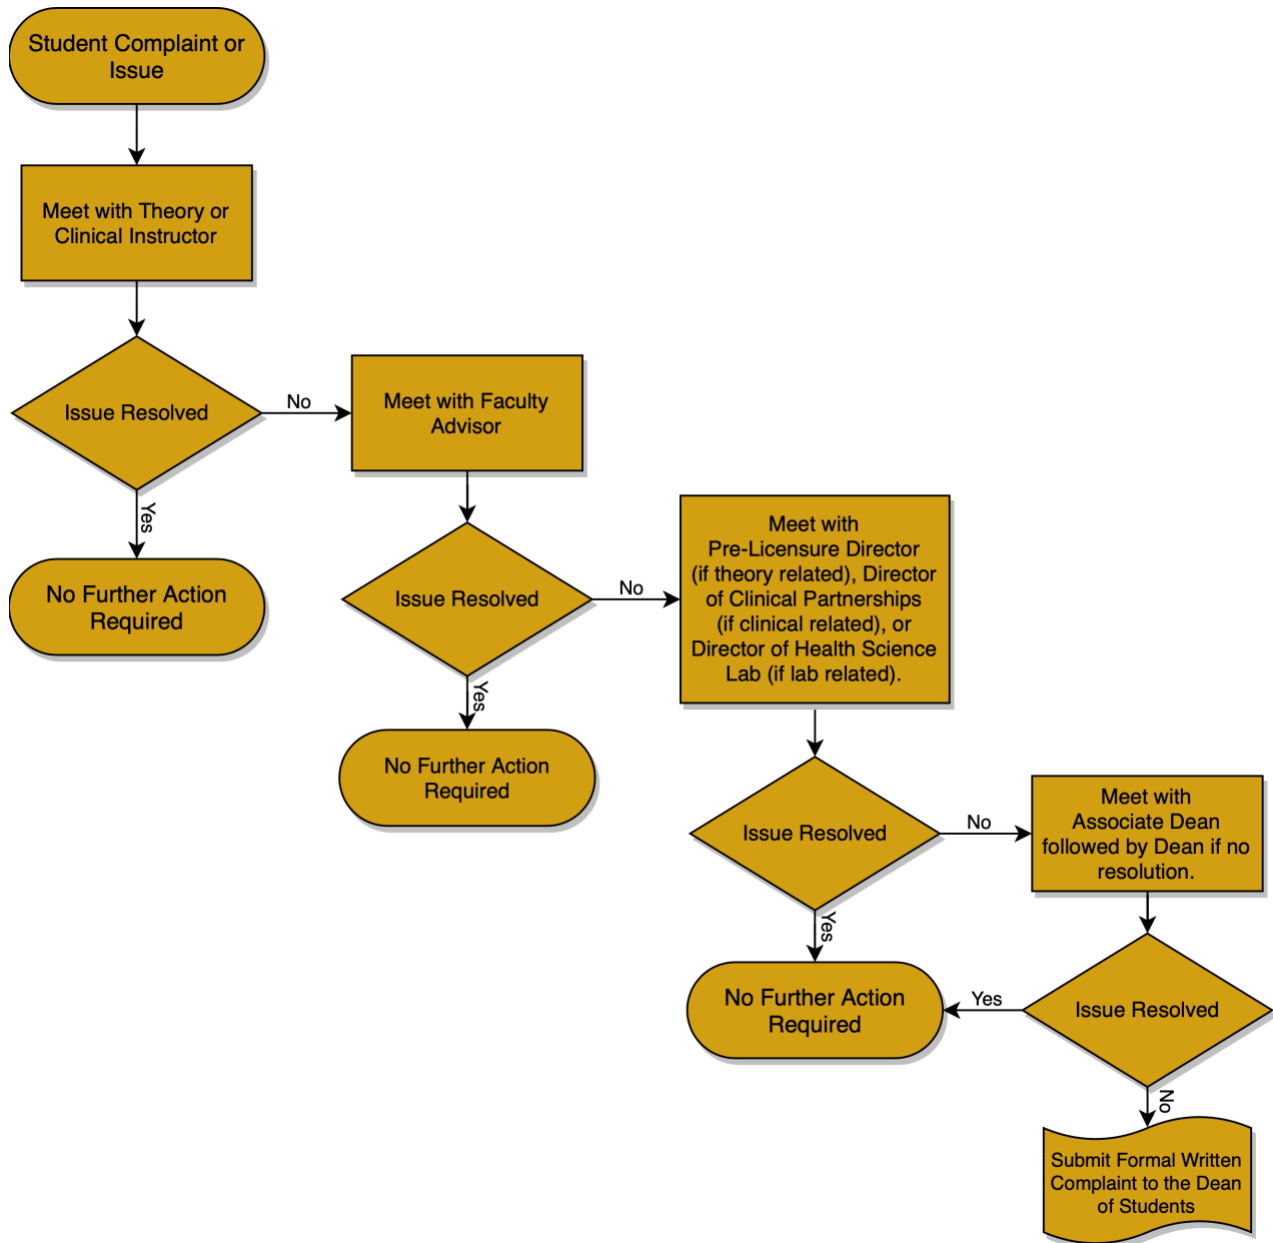 Student Complaint or
Issue
Meet with Theory or
Clinical Instructor
Issue Resolved
No
Yes
No Further Action
Required
Meet with Faculty
Advisor
Issue Resolved
No
Yes
No Further Action
Required
Meet with
Pre-Licensure Director
(if theory related), Director
of Clinical Partnerships
(if clinical related), or
Director of Health Science
Lab (if lab related).
Issue Resolved
No
Yes
No Further Action
Required
Meet with
Associate Dean
followed by Dean if no
resolution.
Issue Resolved
Yes
No
Submit Formal Written
Complaint to the Dean
of Students